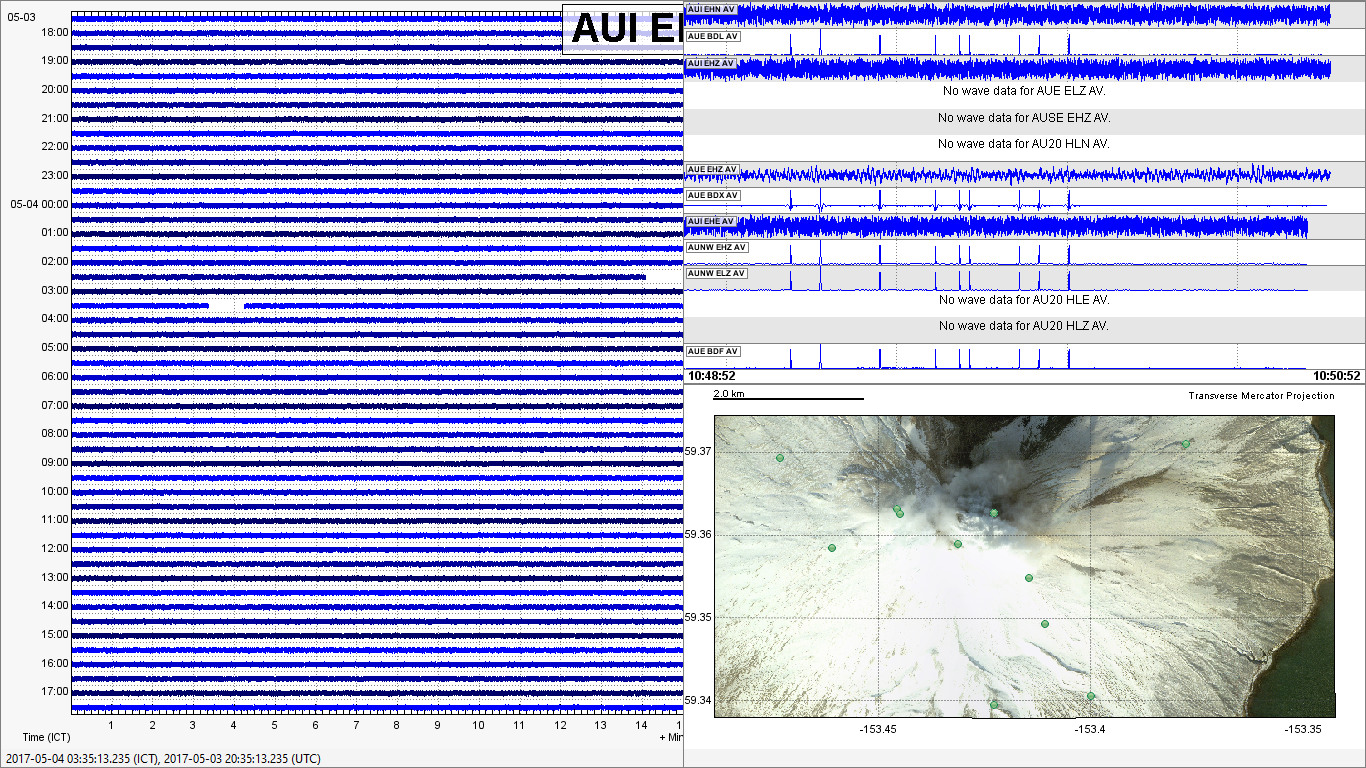 05-03
18:00
19:00
20:00
21:00
22:00
23:00
05-04 00:00
01:00
02:00
03:00
04:00
05:00
06:00
07:00
08:00
09:00
10:00
11:00
12:00
13:00
14:00
15:00
16:00
17:00
1 2 3 4 5 6 7 8 9 10 11 12 13 14
Time (ICT)
+ Min
2017-05-04 03:35:13.235 (ICT), 2017-05-03 20:35:13.235 (UTC)
AUI
AUI EHN AV
AUE BDL AV
AUI EHZ AV
No wave data for AUE ELZ AV.
No wave data for AUSE EHZ AV.
No wave data for AU20 HLN AV.
AUE EHZ AV
AUE BDX AV
AUI EHE AV
AUNW EHZ AV
AUNW ELZ AV
No wave data for AU20 HLE AV.
No wave data for AU20 HLZ AV.
AUE BDF AV
10:48:52 10:50:52
2.0 km
Transverse Mercator Projection
59.37
59.36
59.35
59.34
-153.45 -153.4 -153.35